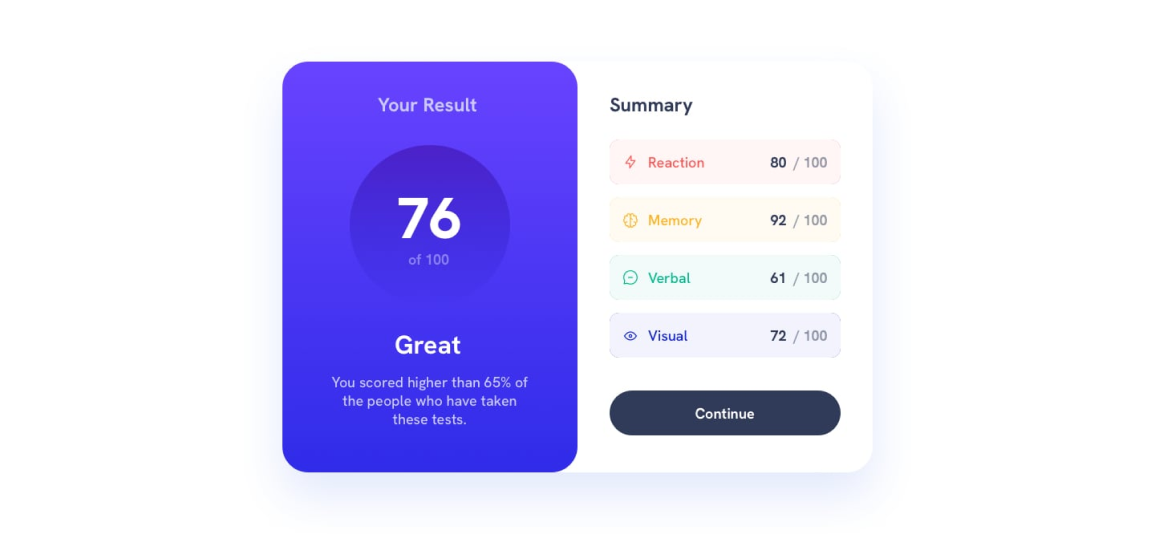 Your Result
76
of 100
Great
You scored higher than 65% of
the people who have taken
these tests.
Summary
Reaction 80 / 100
Memory 92 / 100
Verbal 61 / 100
Visual 72 / 100
Continue